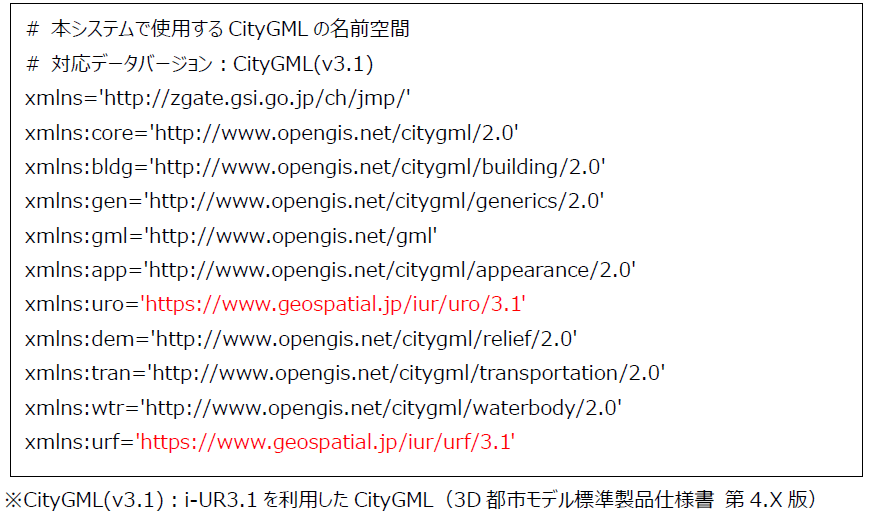 # 本システムで使用する CityGML の名前空間
# 対応データバージョン：CityGML(v3.1)
xmlns='http://zgate.gsi.go.jp/ch/jmp/'
xmlns:core='http://www.opengis.net/citygml/2.0'
xmlns:bldg='http://www.opengis.net/citygml/building/2.0'
xmlns:gen='http://www.opengis.net/citygml/generics/2.0'
xmlns:gml='http://www.opengis.net/gml'
xmlns:app='http://www.opengis.net/citygml/appearance/2.0'
xmlns:uro='https://www.geospatial.jp/iur/uro/3.1'
xmlns:dem='http://www.opengis.net/citygml/relief/2.0'
xmlns:tran='http://www.opengis.net/citygml/transportation/2.0'
xmlns:wtr='http://www.opengis.net/citygml/waterbody/2.0'
xmlns:urf='https://www.geospatial.jp/iur/urf/3.1'
※CityGML(v3.1)：i-UR3.1 を利用した CityGML（3D 都市モデル標準製品仕様書 第 4.X 版）